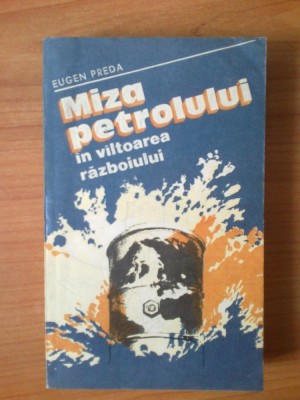 EUGEN PREDA
Miza
petrolului
în vîltoarea
războiului